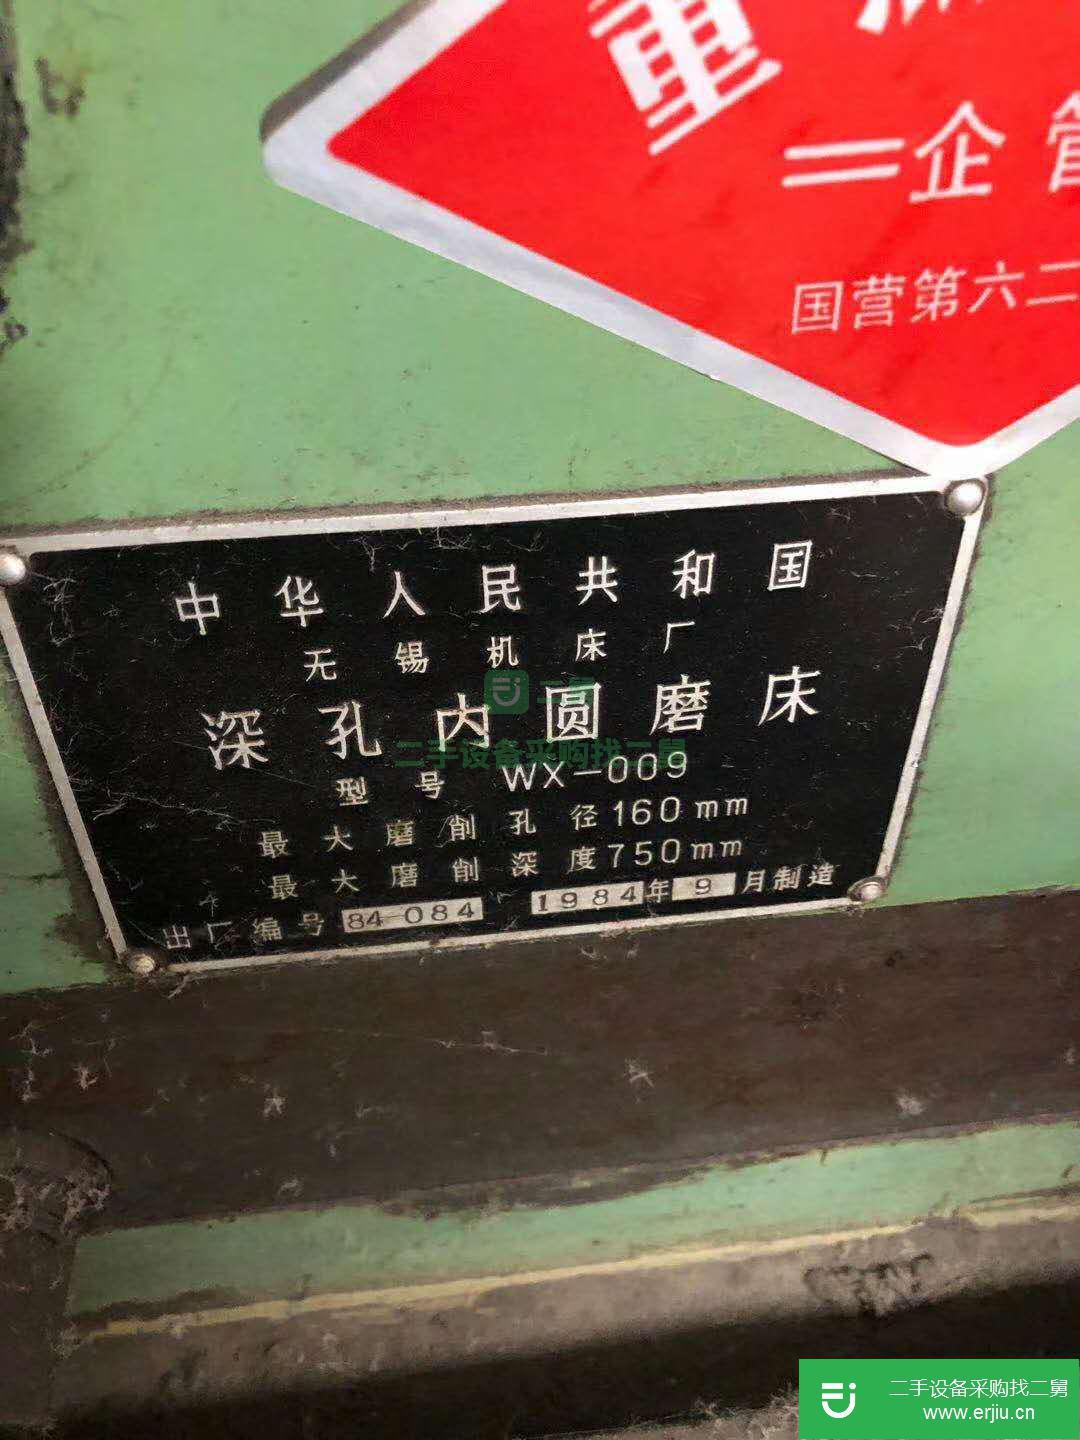 重点
二企管
国营第六二
中华人民共和国
无锡机床厂
深孔内圆磨床
型号 WX-009
最大磨削孔径160mm
最大磨削深度750mm
出厂编号 84-084 1984年9月制造
二舅
二手设备采购找二舅
二手设备采购找二舅
www.erjiu.cn